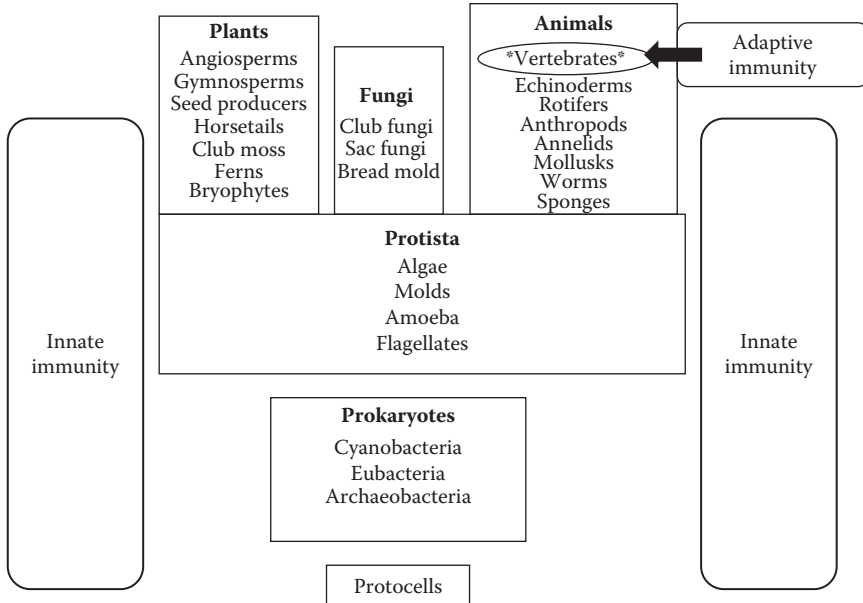 Plants
Angiosperms
Gymnosperms
Seed producers
Horsetails
Club moss
Ferns
Bryophytes
Fungi
Club fungi
Sac fungi
Bread mold
Animals
*Vertebrates*
Echinoderms
Rotifers
Anthropods
Annelids
Mollusks
Worms
Sponges
Adaptive
immunity
Innate
immunity
Protista
Algae
Molds
Amoeba
Flagellates
Innate
immunity
Prokaryotes
Cyanobacteria
Eubacteria
Archaeobacteria
Protocells